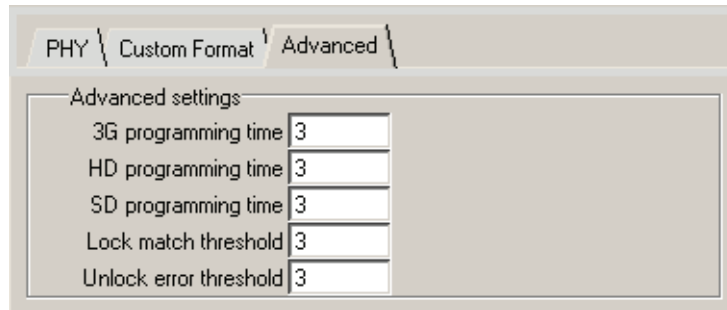 PHY Custom Format Advanced
Advanced settings
3G programming time 3
HD programming time 3
SD programming time 3
Lock match threshold 3
Unlock error threshold 3